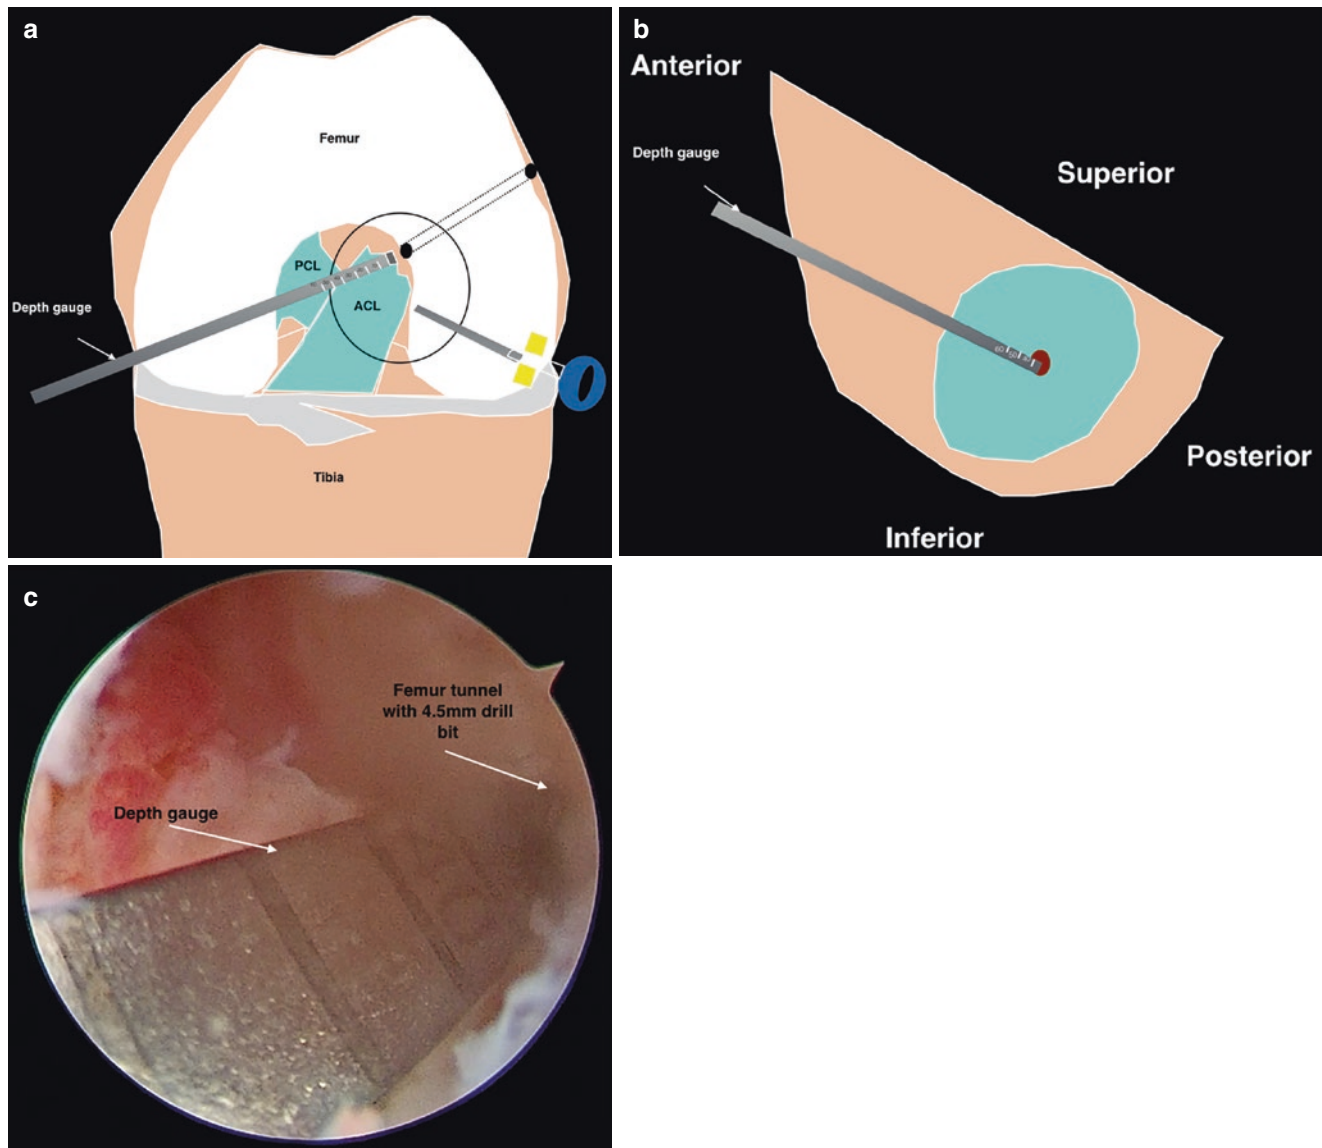 a
Femur
PCL
ACL
Depth gauge
Tibia
b
Anterior
Depth gauge
Superior
Posterior
Inferior
c
Femur tunnel
with 4.5mm drill
bit
Depth gauge